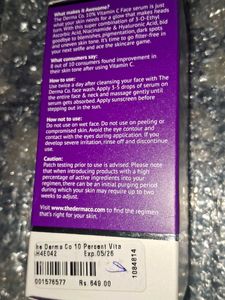 What makes it Awesome?
The Derma Co. 10% Vitamin C Face serum is just
what your skin needs for a glow that makes heads
turn. With this super combination of 3-O-Ethyl
Ascorbic Acid, Niacinamide & Hyaluronic Acid, bid
goodbye to blemishes, pigmentation, dark spots
and uneven skin tone. It's time to go filter-free in
your next selfie and ace the skincare game.
What consumers say:
8 out of 10 consumers found improvement in
their skin tone after using Vitamin C.
How to use:
Use twice a day after cleansing your face with The
Derma Co. face wash. Apply 3-5 drops of serum on
the entire face & neck and massage gently until
serum gets absorbed. Apply sunscreen before
stepping out.
How not to use:
Do not use on wet face. Do not use on peeling or
compromised skin. Avoid the eye contour and
contact with the eyes during application. If you
develop severe irritation, rinse off and discontinue
use.
Caution:
Patch testing prior to use is advised. Please note
that when introducing products with a high
percentage of active ingredients into your
regimen, there can be an initial purging period
during which your skin may require up to two
weeks to adjust.
Visit www.thedermaco.com to find the regimen
that's right for your skin.
he Derma Co 10 Percent Vita
H4E042 Exp.05/26
001576577 Rs.649.00
1084814